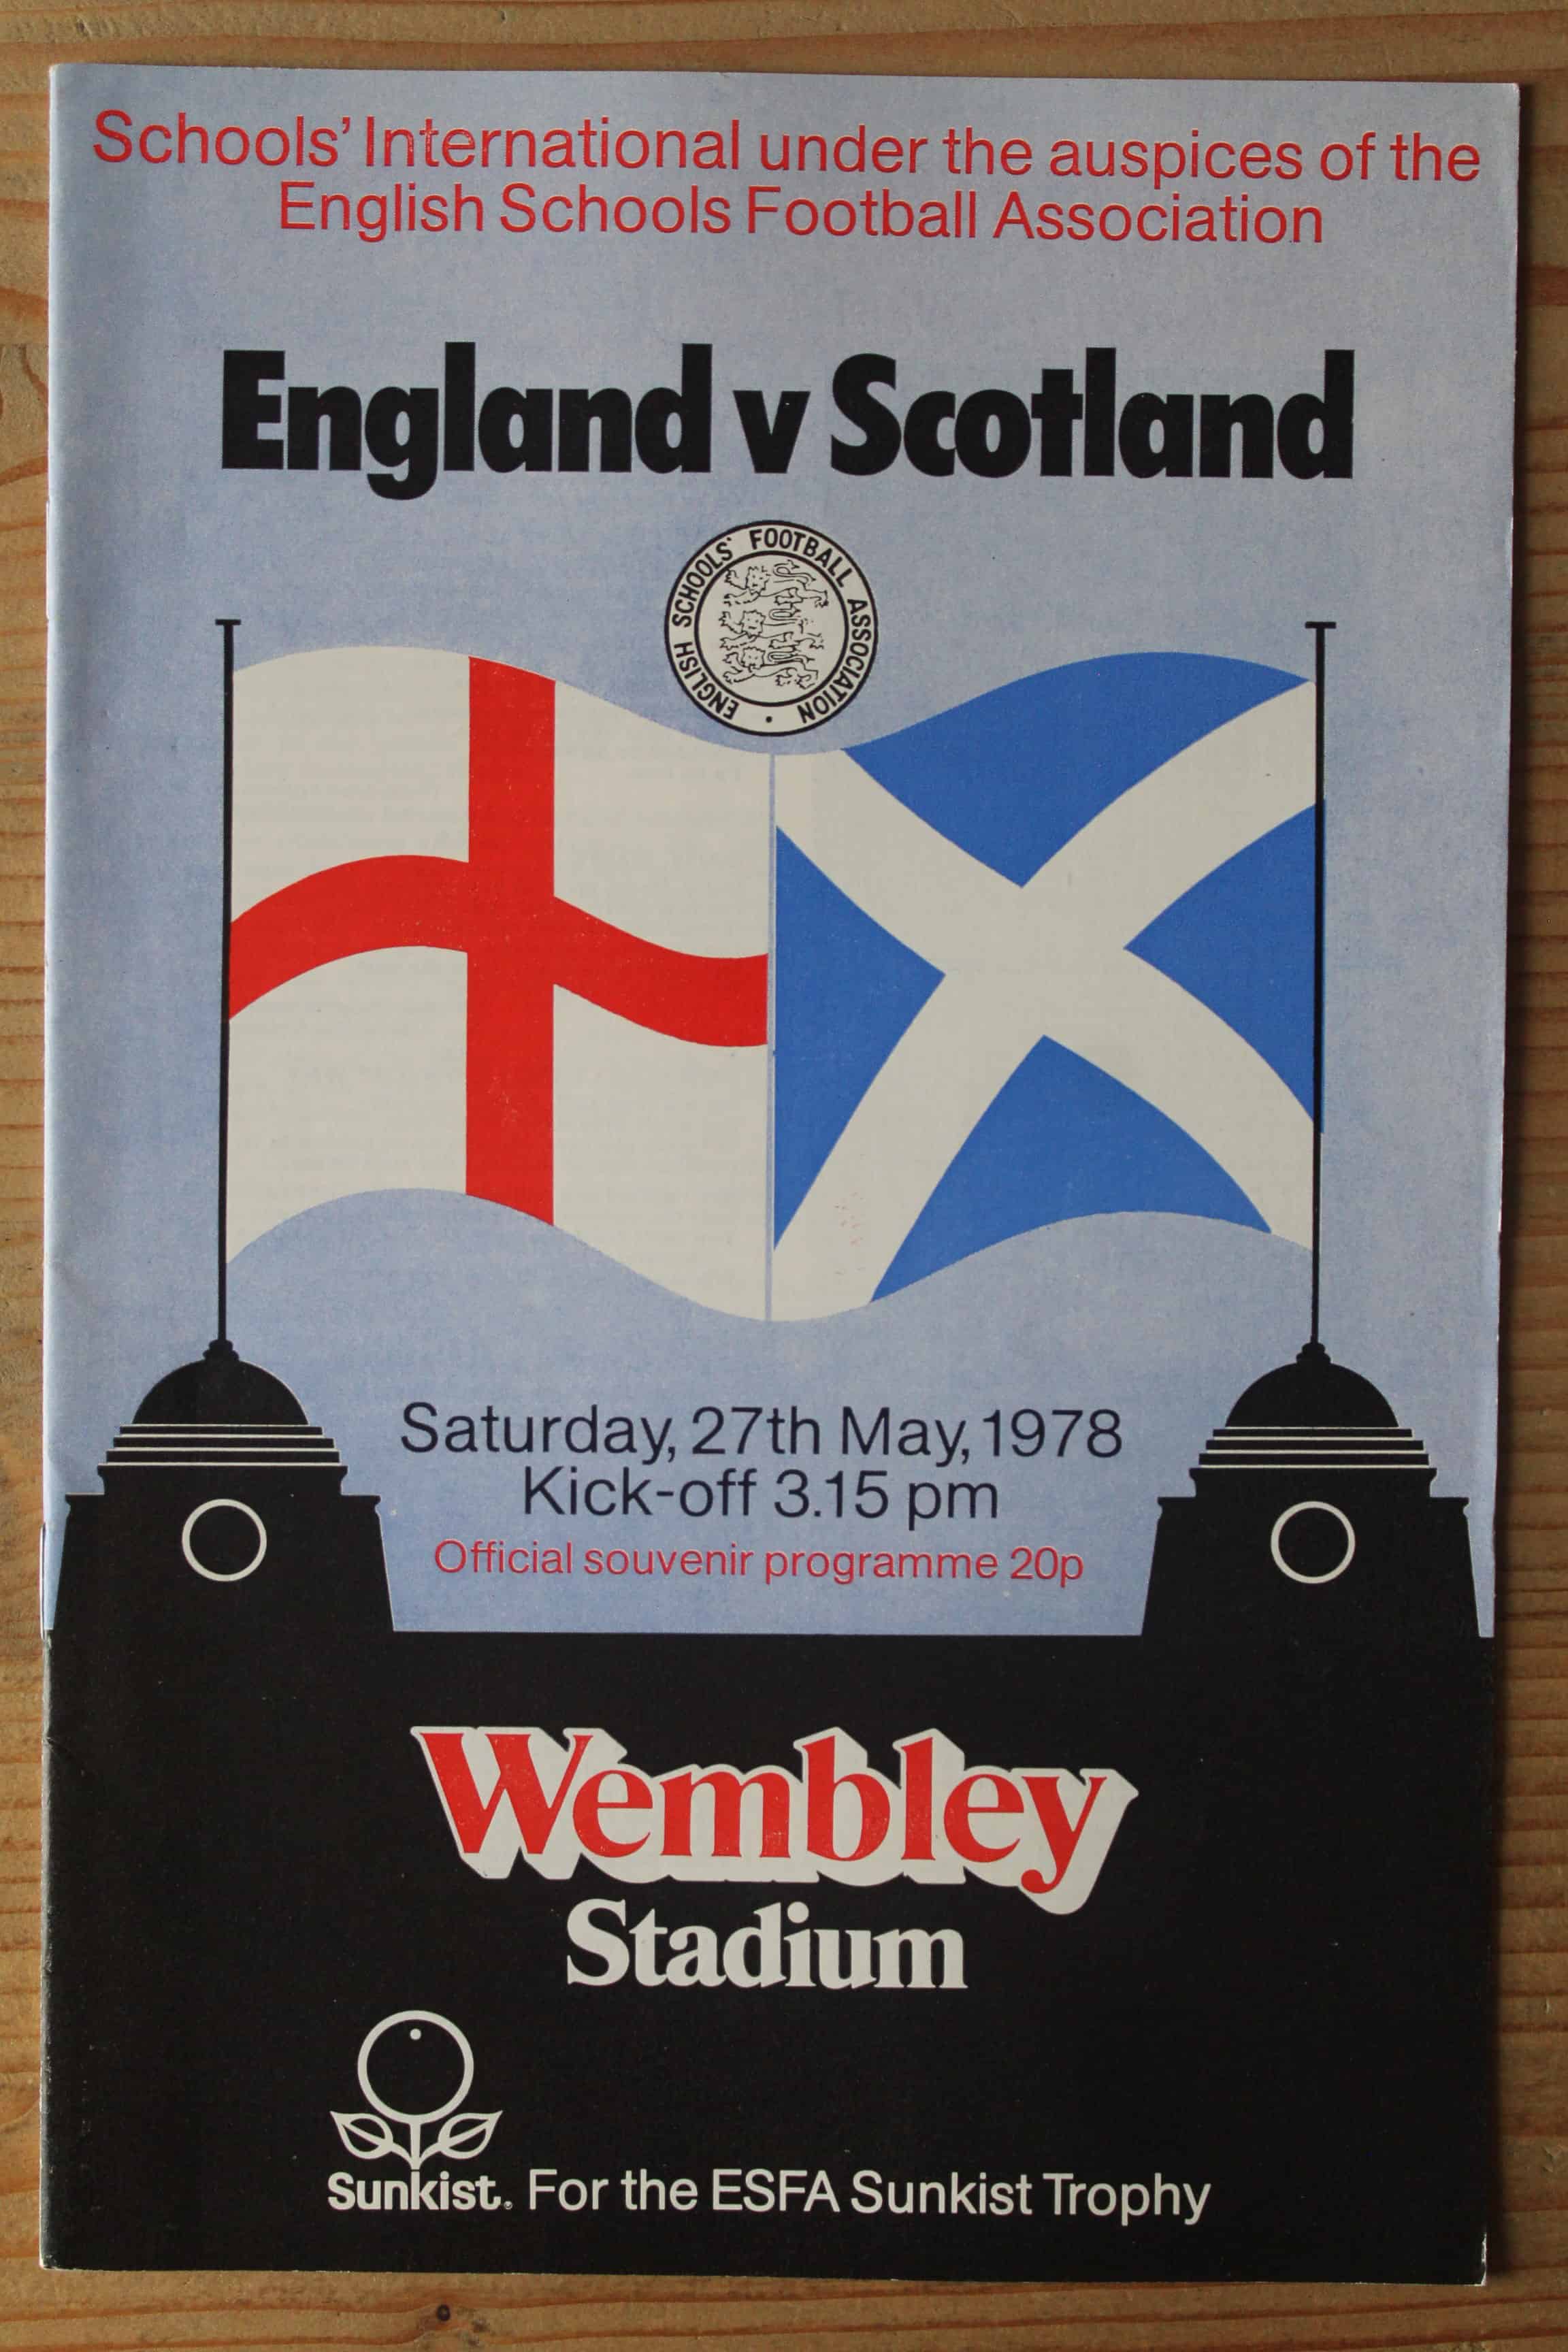 Schools' International under the auspices of the
English Schools Football Association
England v Scotland
ENGLISH SCHOOLS' FOOTBALL ASSOCIATION •
Saturday, 27th May, 1978
Kick-off 3.15 pm
Official souvenir programme 20p
Wembley
Stadium
Sunkist. For the ESFA Sunkist Trophy